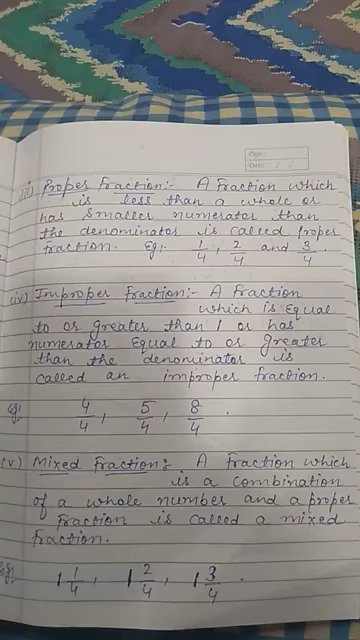 Page:
Date: / /
iii) Proper Fraction:- A Fraction which
is less than a whole or
has smaller numerator than
the denominator is called proper
fraction. Eg:- 1/4, 2/4 and 3/4.
iv) Improper Fraction:- A Fraction
which is equal
to or greater than 1 or has
numerator equal to or greater
than the denominator is
called an improper fraction.
Eg: 4/4, 5/4, 8/4.
(v) Mixed Fraction:- A Fraction which
is a combination
of a whole number and a proper
fraction is called a mixed
fraction.
Eg: 1 1/4, 1 2/4, 1 3/4.